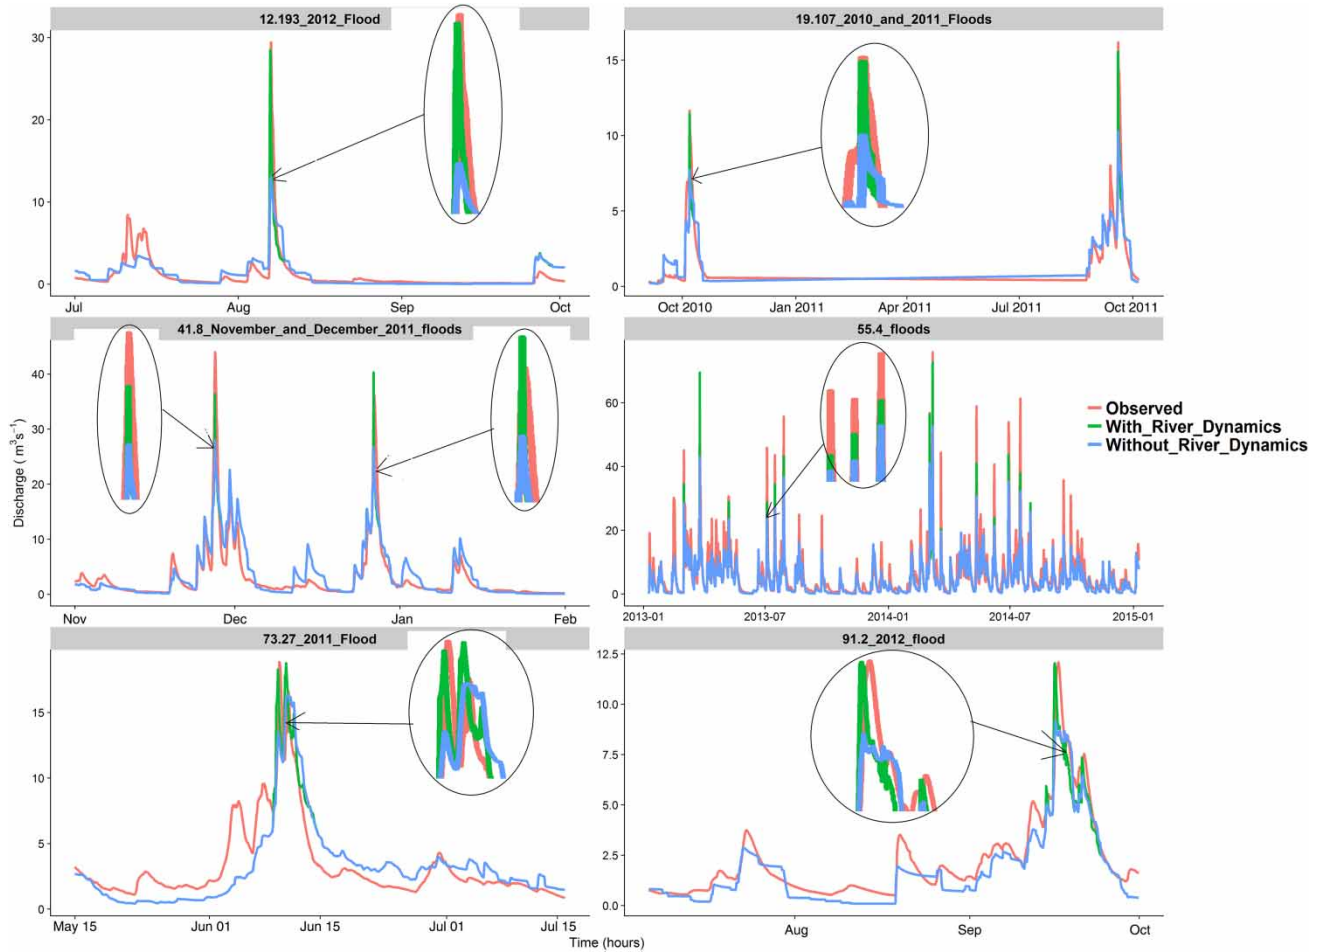 12.193_2012_Flood
19.107_2010_and_2011_Floods
30
20
10
0
Jul
Aug
Sep
Oct
15
10
5
0
Oct 2010
Jan 2011
Apr 2011
Jul 2011
Oct 2011
41.8_November_and_December_2011_floods
55.4_floods
Discharge ( m³s⁻¹)
40
30
20
10
0
Nov
Dec
Jan
Feb
60
40
20
0
2013-01
2013-07
2014-01
2014-07
2015-01
Observed
With_River_Dynamics
Without_River_Dynamics
73.27_2011_Flood
91.2_2012_flood
15
10
5
0
May 15
Jun 01
Jun 15
Jul 01
Jul 15
12.5
10.0
7.5
5.0
2.5
0.0
Aug
Sep
Oct
Time (hours)